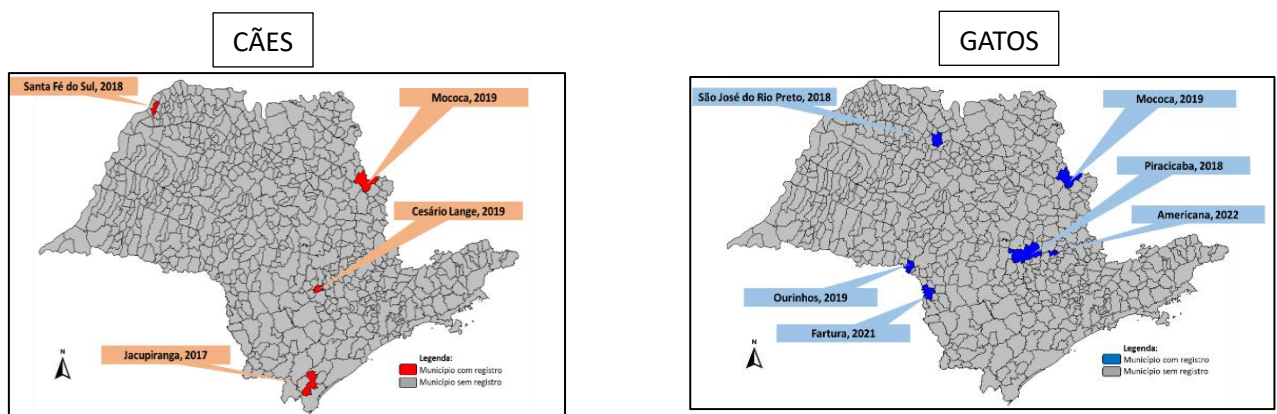 CÃES
Santa Fé do Sul, 2018
Mococa, 2019
Cesário Lange, 2019
Jacupiranga, 2017
N
Legenda:
Município com registro
Município sem registro
GATOS
São José do Rio Preto, 2018
Mococa, 2019
Piracicaba, 2018
Americana, 2022
Ourinhos, 2019
Fartura, 2021
N
Legenda:
Município com registro
Município sem registro